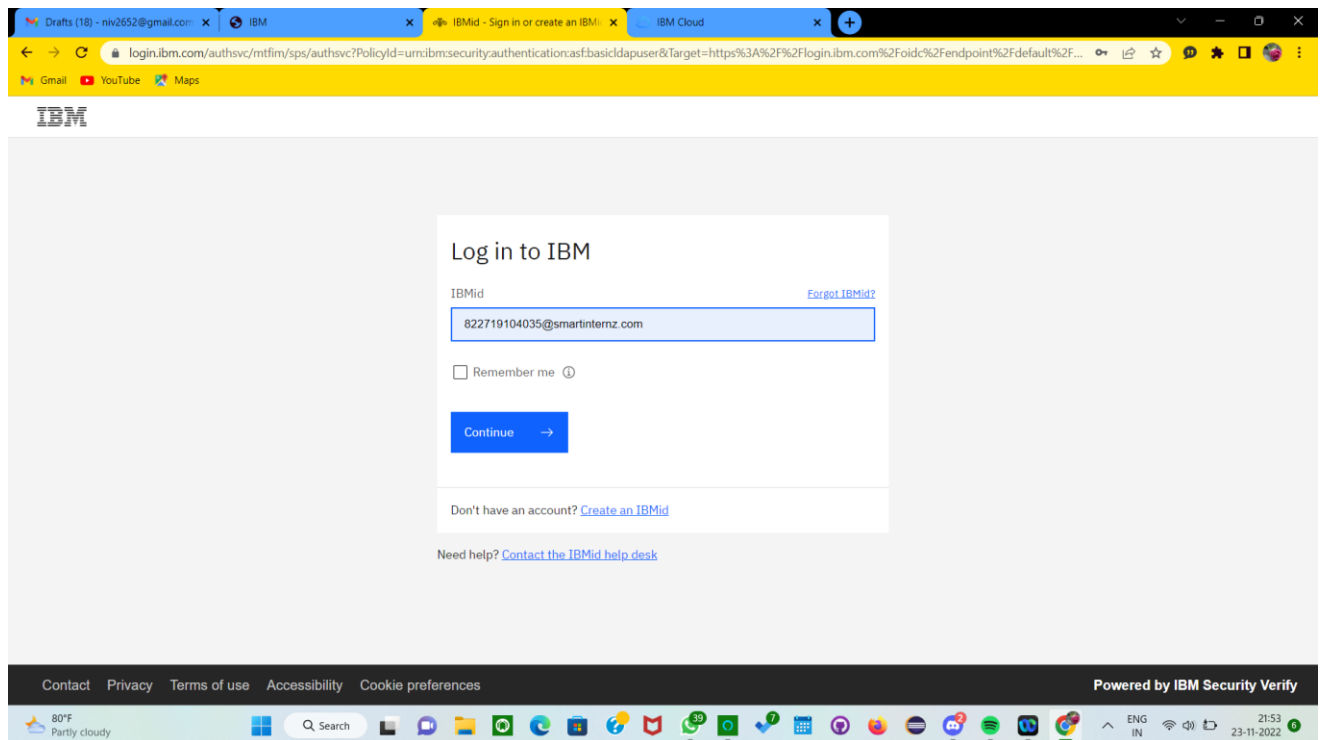 Drafts (18) - niv2652@gmail.com
IBM
IBMid - Sign in or create an IBMi
IBM Cloud
login.ibm.com/authsvc/mtfim/sps/authsvc?PolicyId=urn:ibm:security:authentication:asf:basicldapuser&Target=https%3A%2F%2Flogin.ibm.com%2Foidc%2Fendpoint%2Fdefault%2F...
Gmail YouTube Maps
IBM
Log in to IBM
IBMid Forgot IBMid?
822719104035@smartinternz.com
Remember me
Continue
Don't have an account? Create an IBMid
Need help? Contact the IBMid help desk
Contact Privacy Terms of use Accessibility Cookie preferences Powered by IBM Security Verify
80°F
Partly cloudy
Search
39
7
2
ENG
IN
21:53
23-11-2022
6